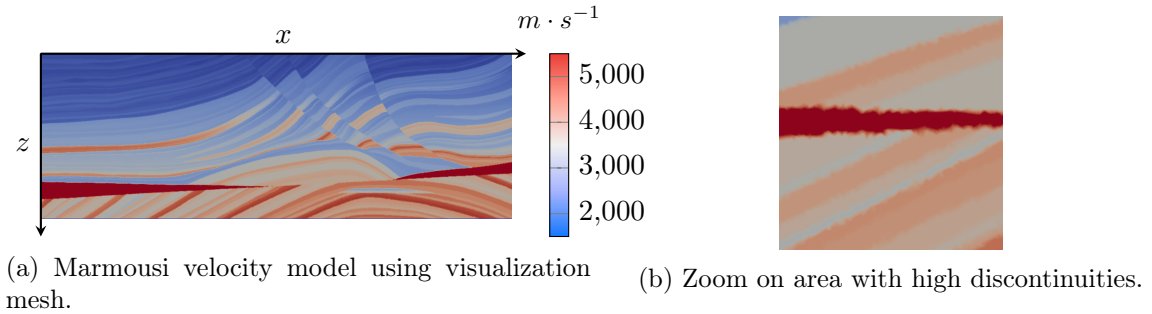 m · s⁻¹
x
5,000
4,000
z
3,000
2,000
(a) Marmousi velocity model using visualization
mesh.
(b) Zoom on area with high discontinuities.